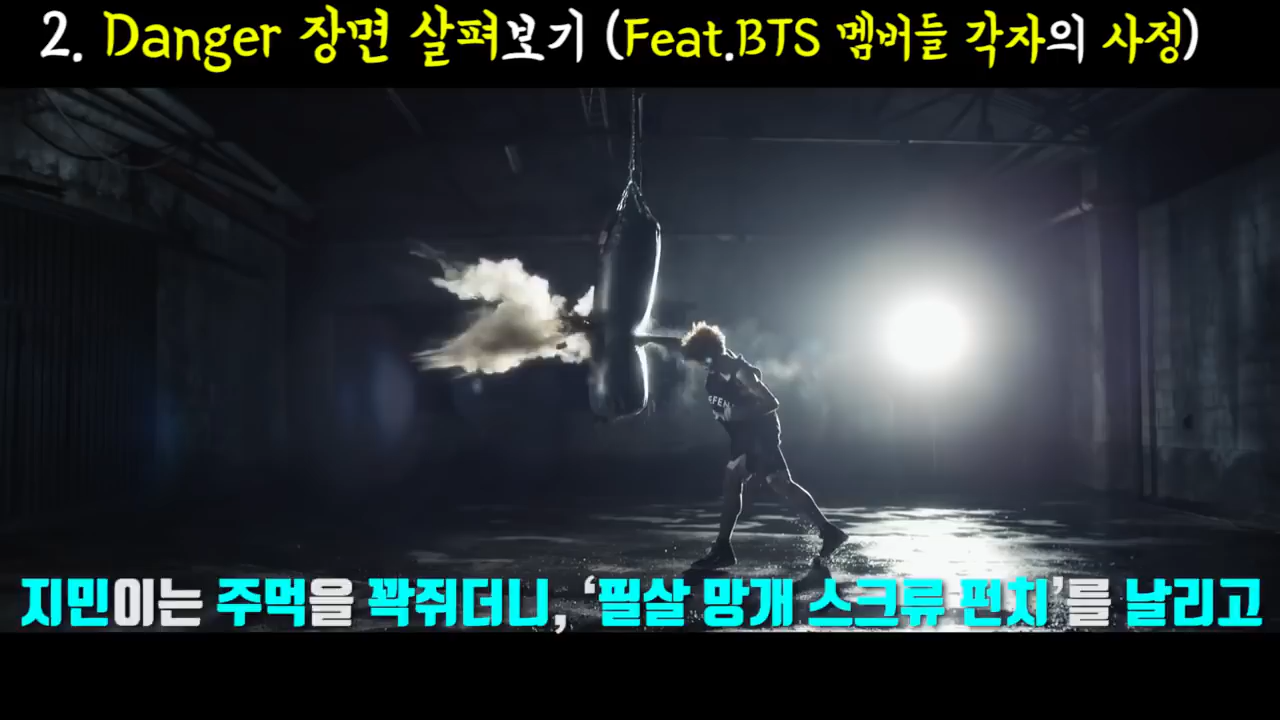 2. Danger 장면 살펴보기 (Feat.BTS 멤버들 각자의 사정)
EFEN
지민이는 주먹을 꽉쥐더니, ‘필살 망개 스크류 펀치’를 날리고